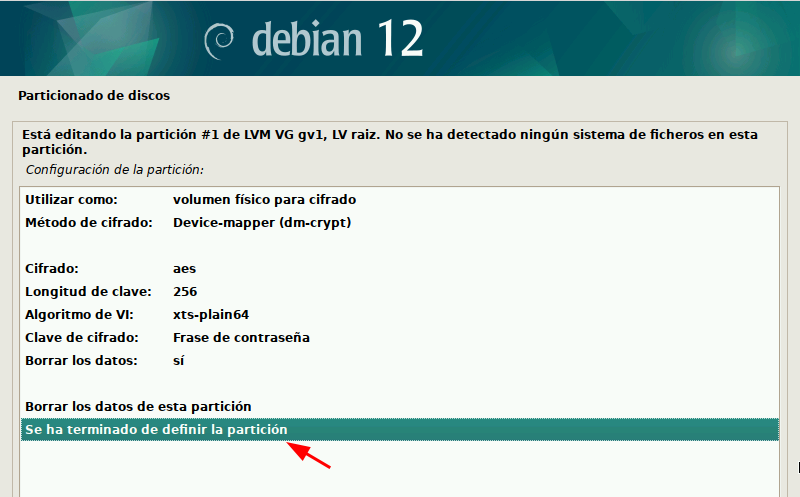 debian 12
Particionado de discos
Está editando la partición #1 de LVM VG gv1, LV raiz. No se ha detectado ningún sistema de ficheros en esta
partición.
Configuración de la partición:
Utilizar como: volumen físico para cifrado
Método de cifrado: Device-mapper (dm-crypt)
Cifrado: aes
Longitud de clave: 256
Algoritmo de VI: xts-plain64
Clave de cifrado: Frase de contraseña
Borrar los datos: sí
Borrar los datos de esta partición
Se ha terminado de definir la partición